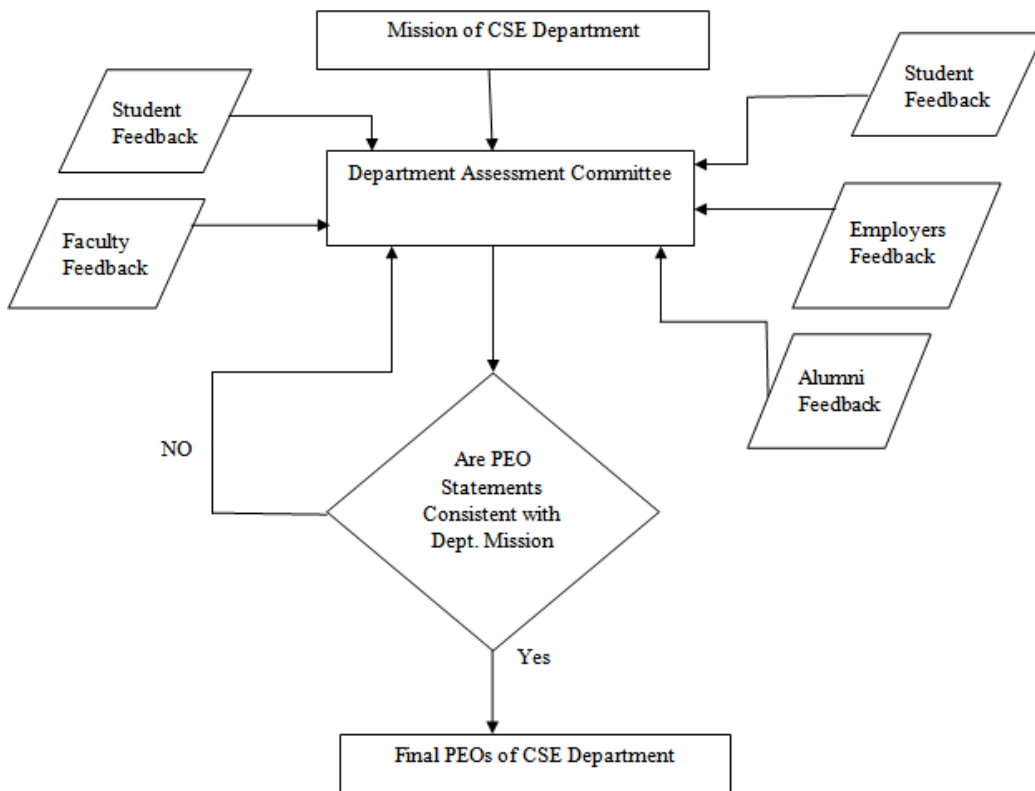 Mission of CSE Department
Student
Feedback
Student
Feedback
Department Assessment Committee
Faculty
Feedback
Employers
Feedback
Alumni
Feedback
NO
Are PEO
Statements
Consistent with
Dept. Mission
Yes
Final PEOs of CSE Department